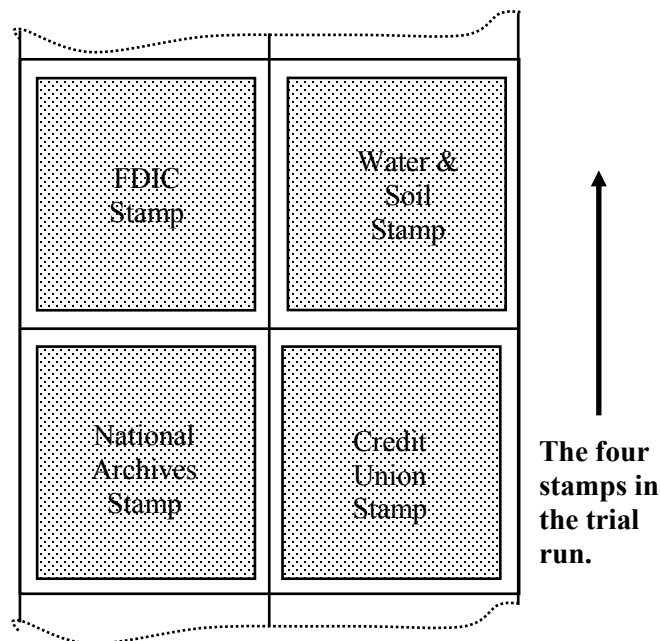 FDIC
Stamp
Water &
Soil
Stamp
National
Archives
Stamp
Credit
Union
Stamp
The four
stamps in
the trial
run.